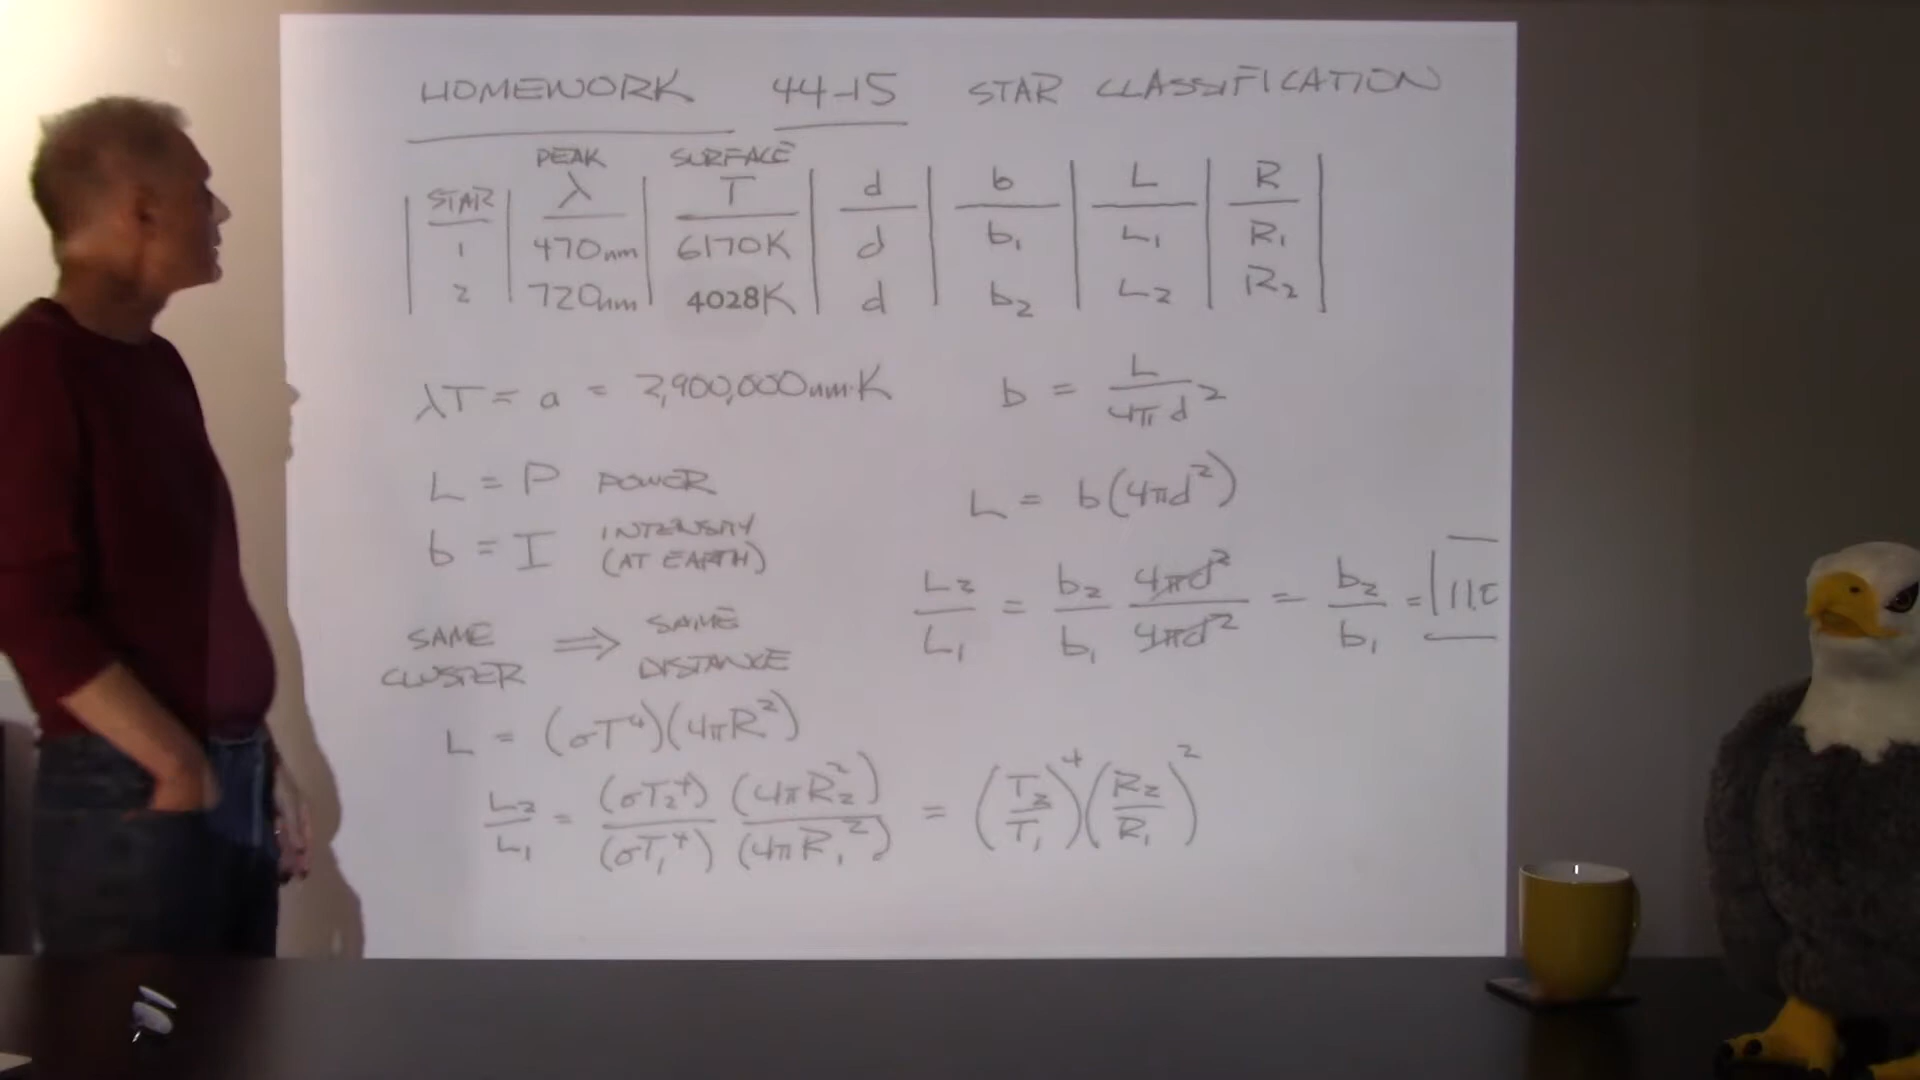 HOMEWORK 44-15 STAR CLASSIFICATION
PEAK SURFACE
STAR λ T d b L R
1 470nm 6170K d b₁ L₁ R₁
2 720nm 4028K d b₂ L₂ R₂
λT = a = 2,900,000nm·K
b = L / 4πd²
L = P POWER
L = b(4πd²)
b = I INTENSITY
(AT EARTH)
L₂/L₁ = b₂/b₁ 4πd²/4πd² = b₂/b₁ =
SAME CLUSTER ⟹ SAME DISTANCE
L = (σT⁴)(4πR²)
L₂/L₁ = (σT₂⁴)/(σT₁⁴) (4πR₂²)/(4πR₁²) = (T₂/T₁)⁴(R₂/R₁)²